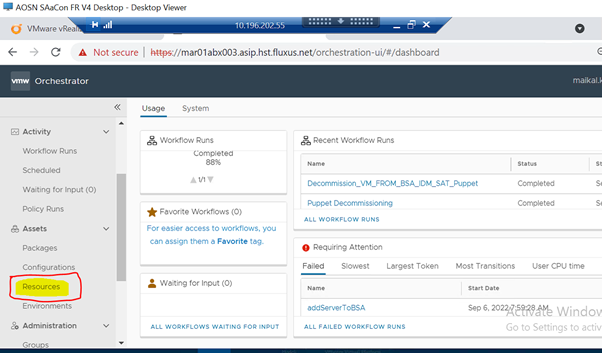 AOSN SAaCon FR V4 Desktop - Desktop Viewer
VMware vReali
10.196.202.55
Not secure | https://mar01abx003.asip.hst.fluxus.net/orchestration-ui/#/dashboard
vmw Orchestrator
maikal.k
Usage System
Activity
Workflow Runs
Scheduled
Waiting for Input (0)
Policy Runs
Assets
Packages
Configurations
Resources
Environments
Administration
Groups
Workflow Runs
Completed
88%
1/1
Favorite Workflows (0)
For easier access to workflows, you
can assign them a Favorite tag.
Waiting for Input (0)
ALL WORKFLOWS WAITING FOR INPUT
Recent Workflow Runs
Name Status Se
Decommission_VM_FROM_BSA_IDM_SAT_Puppet Completed Se
Puppet Decommissioning Completed Se
ALL WORKFLOW RUNS
Requiring Attention
Failed Slowest Largest Token Most Transitions User CPU time
Name Start Date
addServerToBSA Sep 6, 2022 7:59:28 AM
ALL FAILED WORKFLOW RUNS
Activate Window
Go to Settings to activ